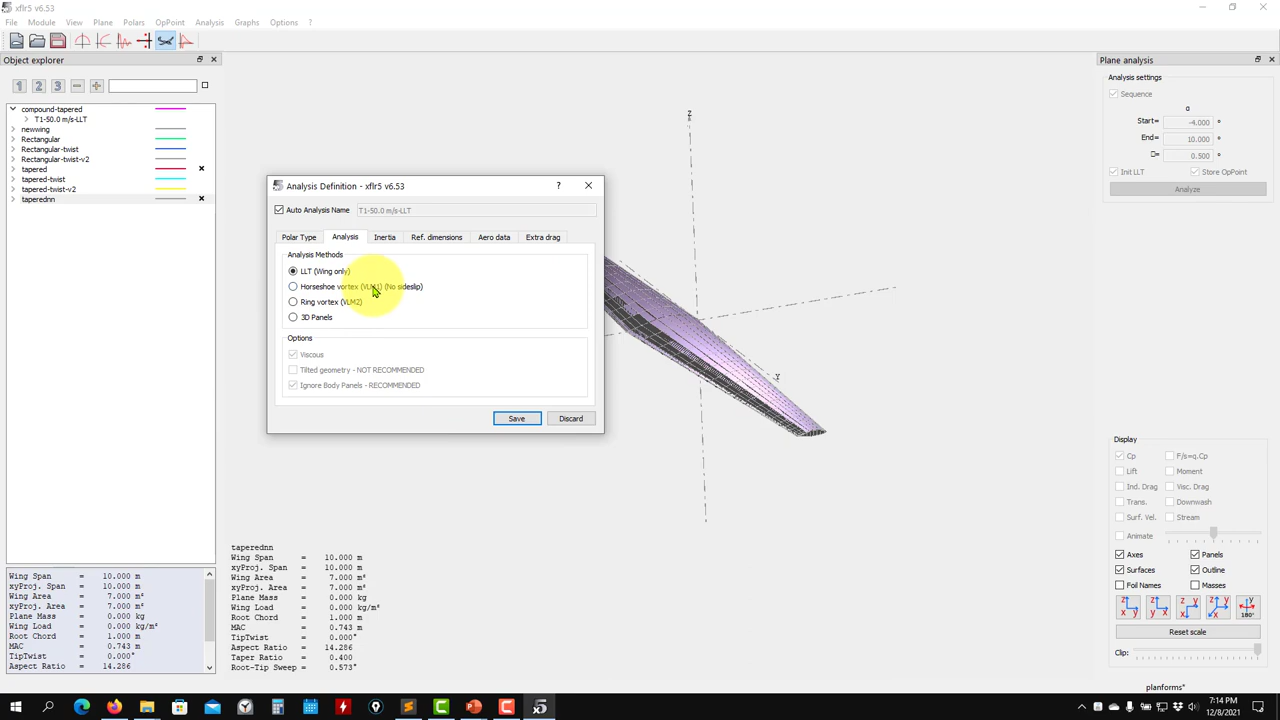 xflr5 v6.53
File Module View Plane Polars OpPoint Analysis Graphs Options ?
Object explorer
1 2 3
compound-tapered
T1-50.0 m/s-LLT
newwing
Rectangular
Rectangular-twist
Rectangular-twist-v2
tapered
tapered-twist
tapered-twist-v2
taperednn
Wing Span = 10.000 m
xyProj. Span = 10.000 m
Wing Area = 7.000 m²
xyProj. Area = 7.000 m²
Plane Mass = 0.000 kg
Wing Load = 0.000 kg/m²
Root Chord = 1.000 m
MAC = 0.743 m
TipTwist = 0.000°
Aspect Ratio = 14.286
Z
Y
Analysis Definition - xflr5 v6.53
?
Auto Analysis Name T1-50.0 m/s-LLT
Polar Type Analysis Inertia Ref. dimensions Aero data Extra drag
Analysis Methods
LLT (Wing only)
Horseshoe vortex (VLM1) (No sideslip)
Ring vortex (VLM2)
3D Panels
Options
Viscous
Tilted geometry - NOT RECOMMENDED
Ignore Body Panels - RECOMMENDED
Save Discard
taperednn
Wing Span = 10.000 m
xyProj. Span = 10.000 m
Wing Area = 7.000 m²
xyProj. Area = 7.000 m²
Plane Mass = 0.000 kg
Wing Load = 0.000 kg/m²
Root Chord = 1.000 m
MAC = 0.743 m
TipTwist = 0.000°
Aspect Ratio = 14.286
Taper Ratio = 0.400
Root-Tip Sweep = 0.573°
Plane analysis
Analysis settings
Sequence
α
Start= -4.000 °
End= 10.000 °
= 0.500 °
Init LLT Store OpPoint
Analyze
Display
Cp F/s=q.Cp
Lift Moment
Ind. Drag Visc. Drag
Trans. Downwash
Surf. Vel. Stream
Animate
Axes Panels
Surfaces Outline
Foil Names Masses
z x y z z x y 180°
Reset scale
Clip:
planforms*
7:14 PM
12/8/2021